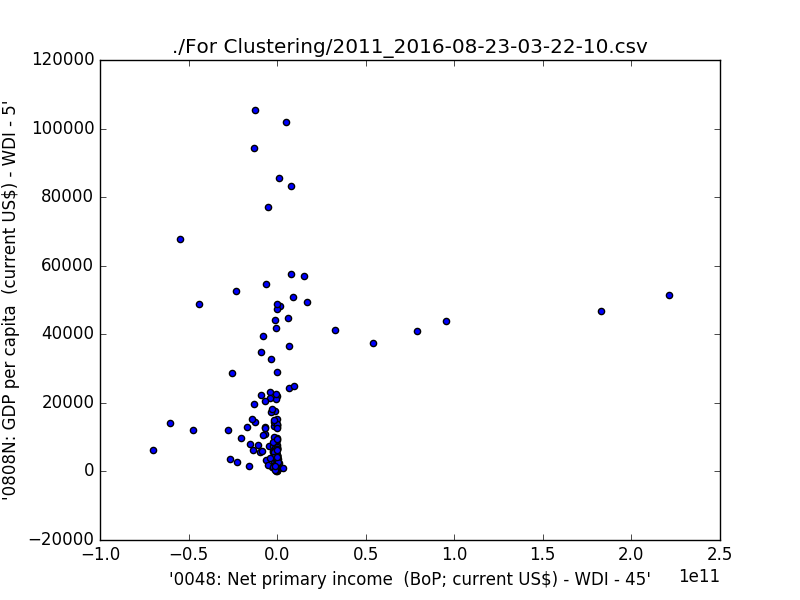 ./For Clustering/2011_2016-08-23-03-22-10.csv
120000
100000
80000
60000
40000
20000
0
−20000
'0808N: GDP per capita  (current US$) - WDI - 5'
−1.0 −0.5 0.0 0.5 1.0 1.5 2.0 2.5
1e11
'0048: Net primary income  (BoP; current US$) - WDI - 45'